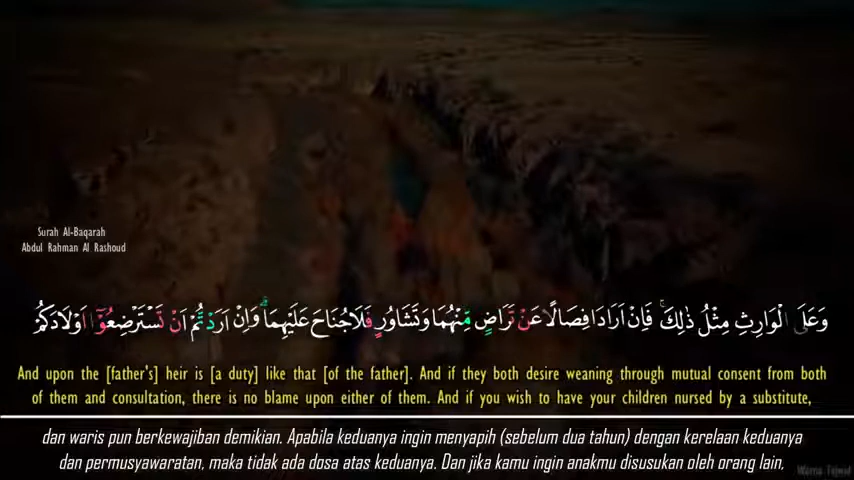 Surah Al-Baqarah
Abdul Rahman Al Rashoud
وَعَلَى الْوَارِثِ مِثْلُ ذٰلِكَ ۚ فَاِنْ اَرَادَا فِصَالًا عَنْ تَرَاضٍ مِّنْهُمَا وَتَشَاوُرٍ فَلَا جُنَاحَ عَلَيْهِمَا ۗ وَاِنْ اَرَدْتُّمْ اَنْ تَسْتَرْضِعُوْٓا اَوْلَادَكُمْ
And upon the [father's] heir is [a duty] like that [of the father]. And if they both desire weaning through mutual consent from both
of them and consultation, there is no blame upon either of them. And if you wish to have your children nursed by a substitute,
dan waris pun berkewajiban demikian. Apabila keduanya ingin menyapih (sebelum dua tahun) dengan kerelaan keduanya
dan permusyawaratan, maka tidak ada dosa atas keduanya. Dan jika kamu ingin anakmu disusukan oleh orang lain,
Warna Tajwid